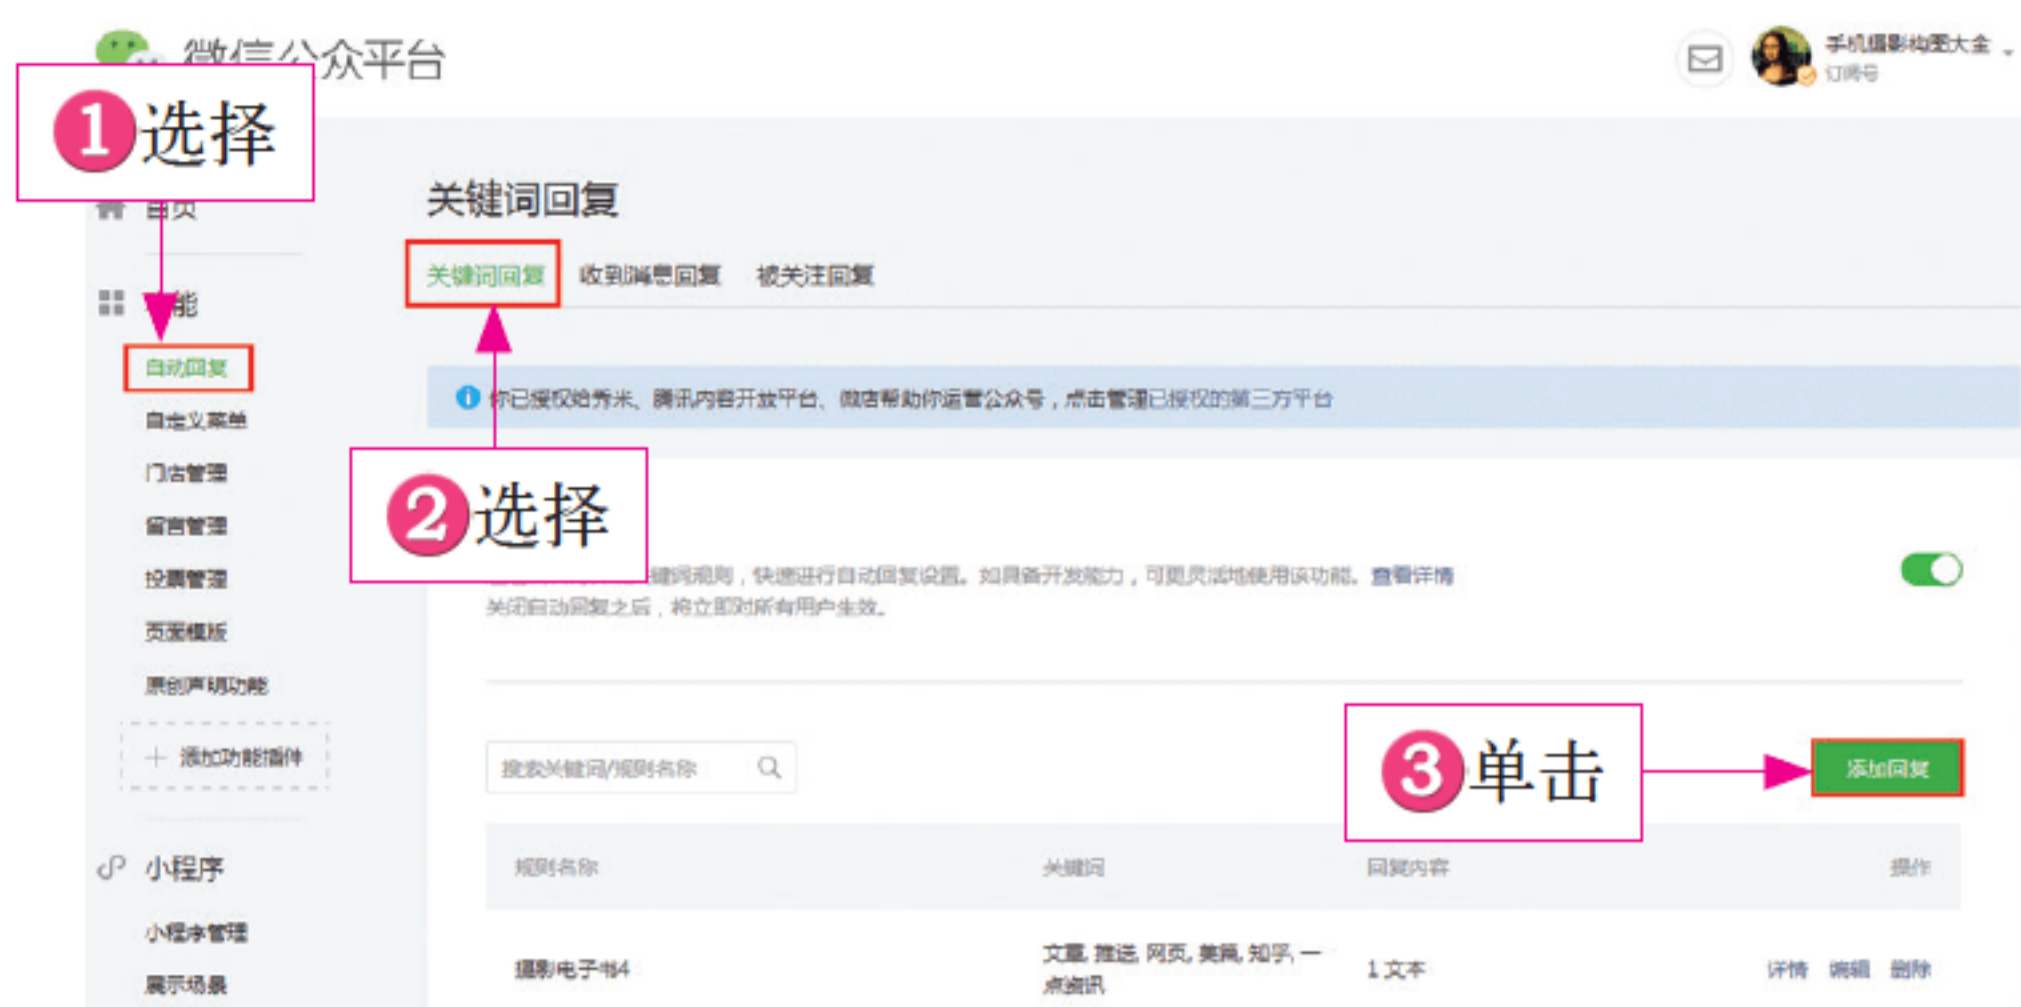 微信公众平台
手机摄影构图大全
订阅号
1选择
首页
关键词回复
关键词回复 收到消息回复 被关注回复
功能
自动回复
你已授权给秀米、腾讯内容开放平台、微店帮助你运营公众号，点击管理已授权的第三方平台
自定义菜单
门店管理
2选择
留言管理
键词规则，快速进行自动回复设置。如具备开发能力，可更灵活地使用该功能。查看详情
投票管理
关闭自动回复之后，将立即对所有用户生效。
页面模版
原创声明功能
添加功能插件
搜索关键词/规则名称
3单击
添加回复
小程序
规则名称 关键词 回复内容 操作
小程序管理
摄影电子书4 文章, 推送, 网页, 美篇, 知乎, 一
点资讯
1 文本 详情 编辑 删除
展示场景